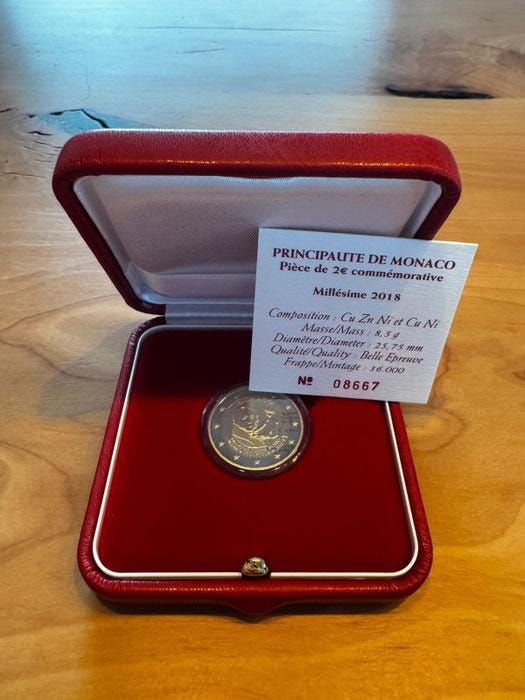 PRINCIPAUTE DE MONACO
Pièce de 2€ commémorative
Millésime 2018
Composition : Cu Zn Ni et Cu Ni
Masse/Mass : 8,5 g
Diamètre/Diameter : 25,75 mm
Qualité/Quality : Belle Epreuve
Frappe/Mintage : 16.000
Nº 08667